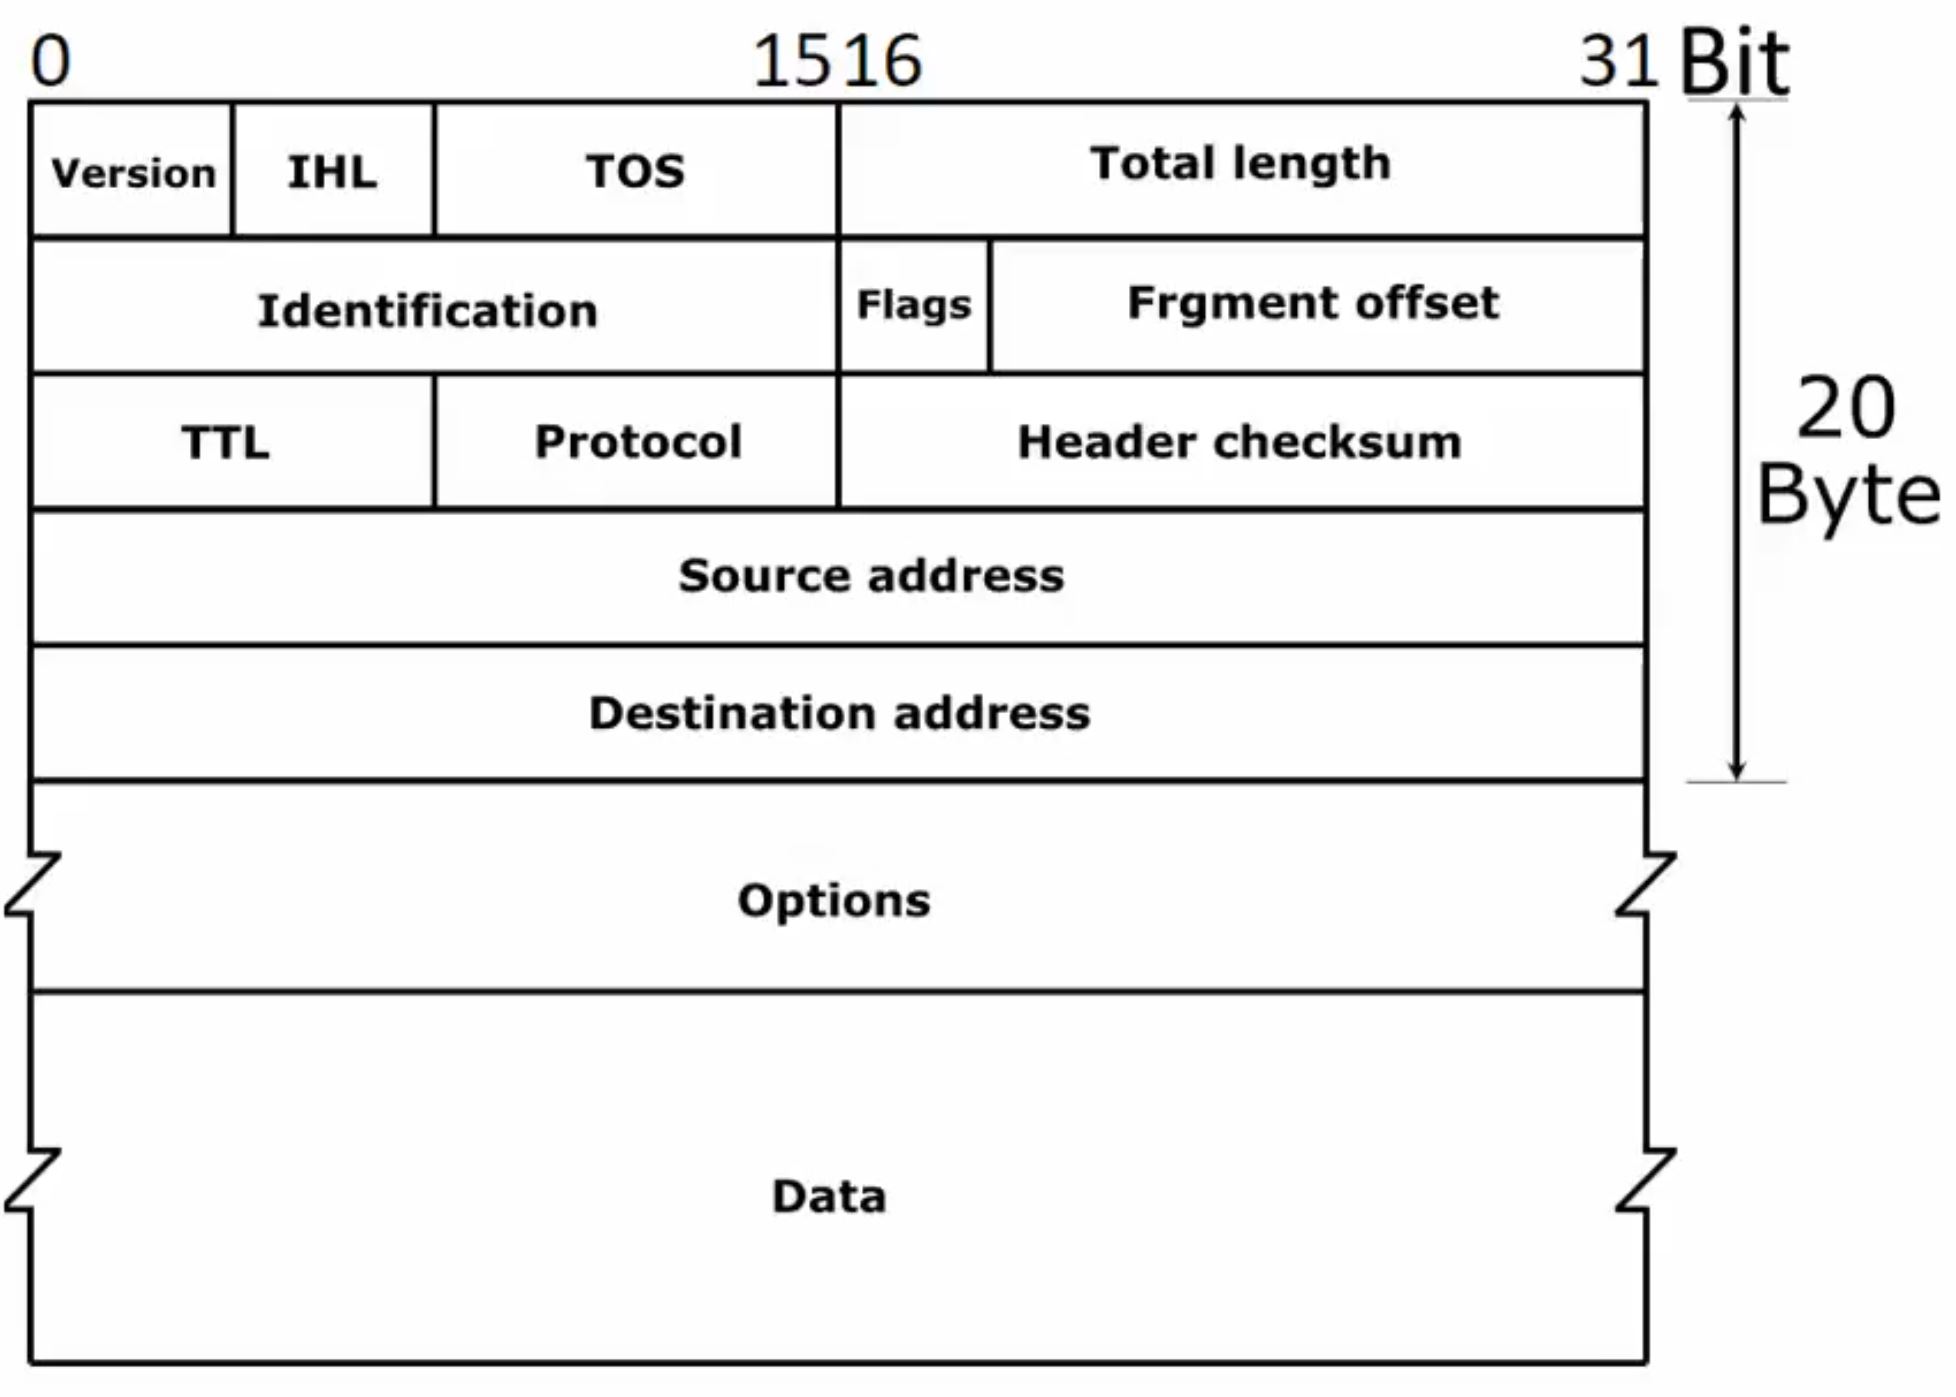 0 15 16 31 Bit
Version IHL TOS Total length
Identification Flags Frgment offset
TTL Protocol Header checksum
20
Byte
Source address
Destination address
Options
Data